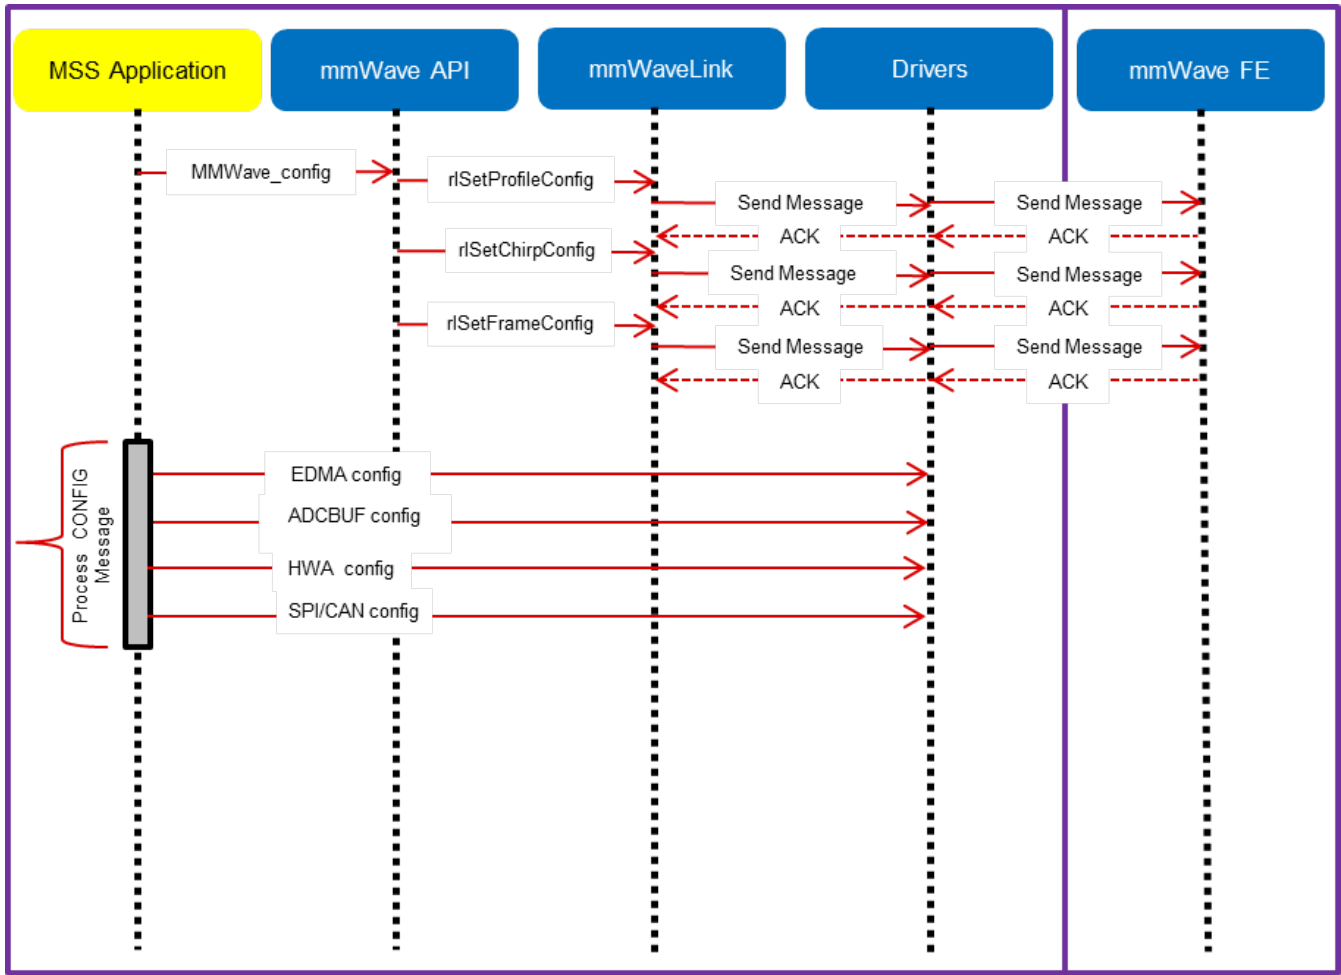 MSS Application
mmWave API
mmWaveLink
Drivers
mmWave FE
MMWave_config
rlSetProfileConfig
Send Message
Send Message
ACK
ACK
rlSetChirpConfig
Send Message
Send Message
ACK
ACK
rlSetFrameConfig
Send Message
Send Message
ACK
ACK
Process CONFIG
Message
EDMA config
ADCBUF config
HWA config
SPI/CAN config